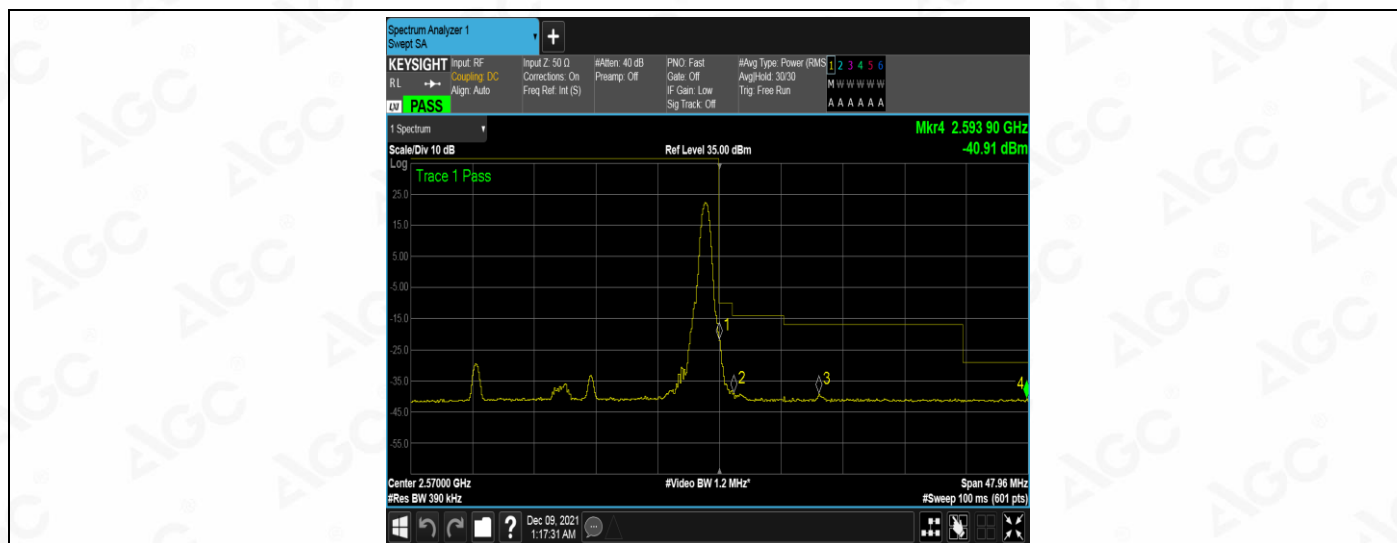 Spectrum Analyzer 1
Swept SA
KEYSIGHT Input: RF Input Z: 50 Ω #Atten: 40 dB PNO: Fast #Avg Type: Power (RMS 1 2 3 4 5 6
R L Coupling: DC Corrections: On Preamp: Off Gate: Off Avg|Hold: 30/30 M W W W W W
Align: Auto Freq Ref: Int (S) IF Gain: Low Trig: Free Run
LXI PASS Sig Track: Off A A A A A A
1 Spectrum Mkr4 2.593 90 GHz
Scale/Div 10 dB Ref Level 35.00 dBm -40.91 dBm
Log
Trace 1 Pass
25.0
15.0
5.00
-5.00
-15.0
1
-25.0
-35.0
2 3 4
-45.0
-55.0
Center 2.57000 GHz #Video BW 1.2 MHz* Span 47.96 MHz
#Res BW 390 kHz #Sweep 100 ms (601 pts)
Dec 09, 2021
1:17:31 AM
AGC